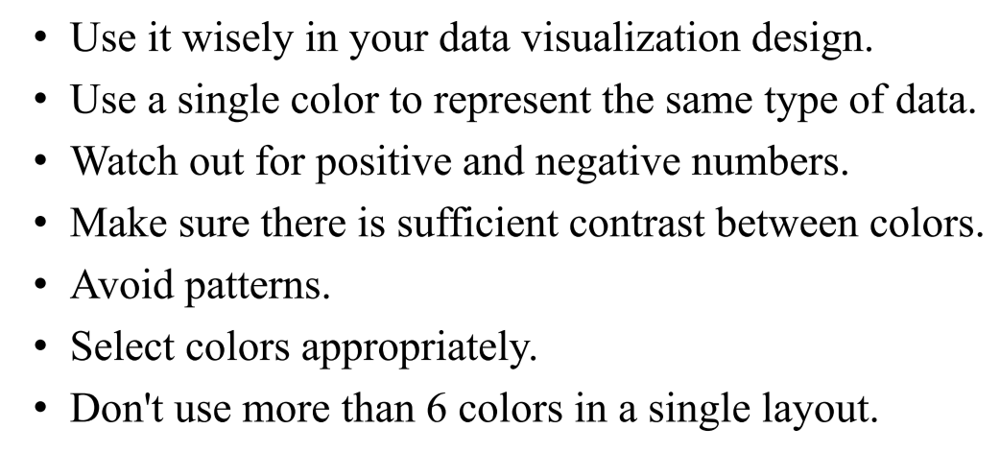 • Use it wisely in your data visualization design.
• Use a single color to represent the same type of data.
• Watch out for positive and negative numbers.
• Make sure there is sufficient contrast between colors.
• Avoid patterns.
• Select colors appropriately.
• Don't use more than 6 colors in a single layout.